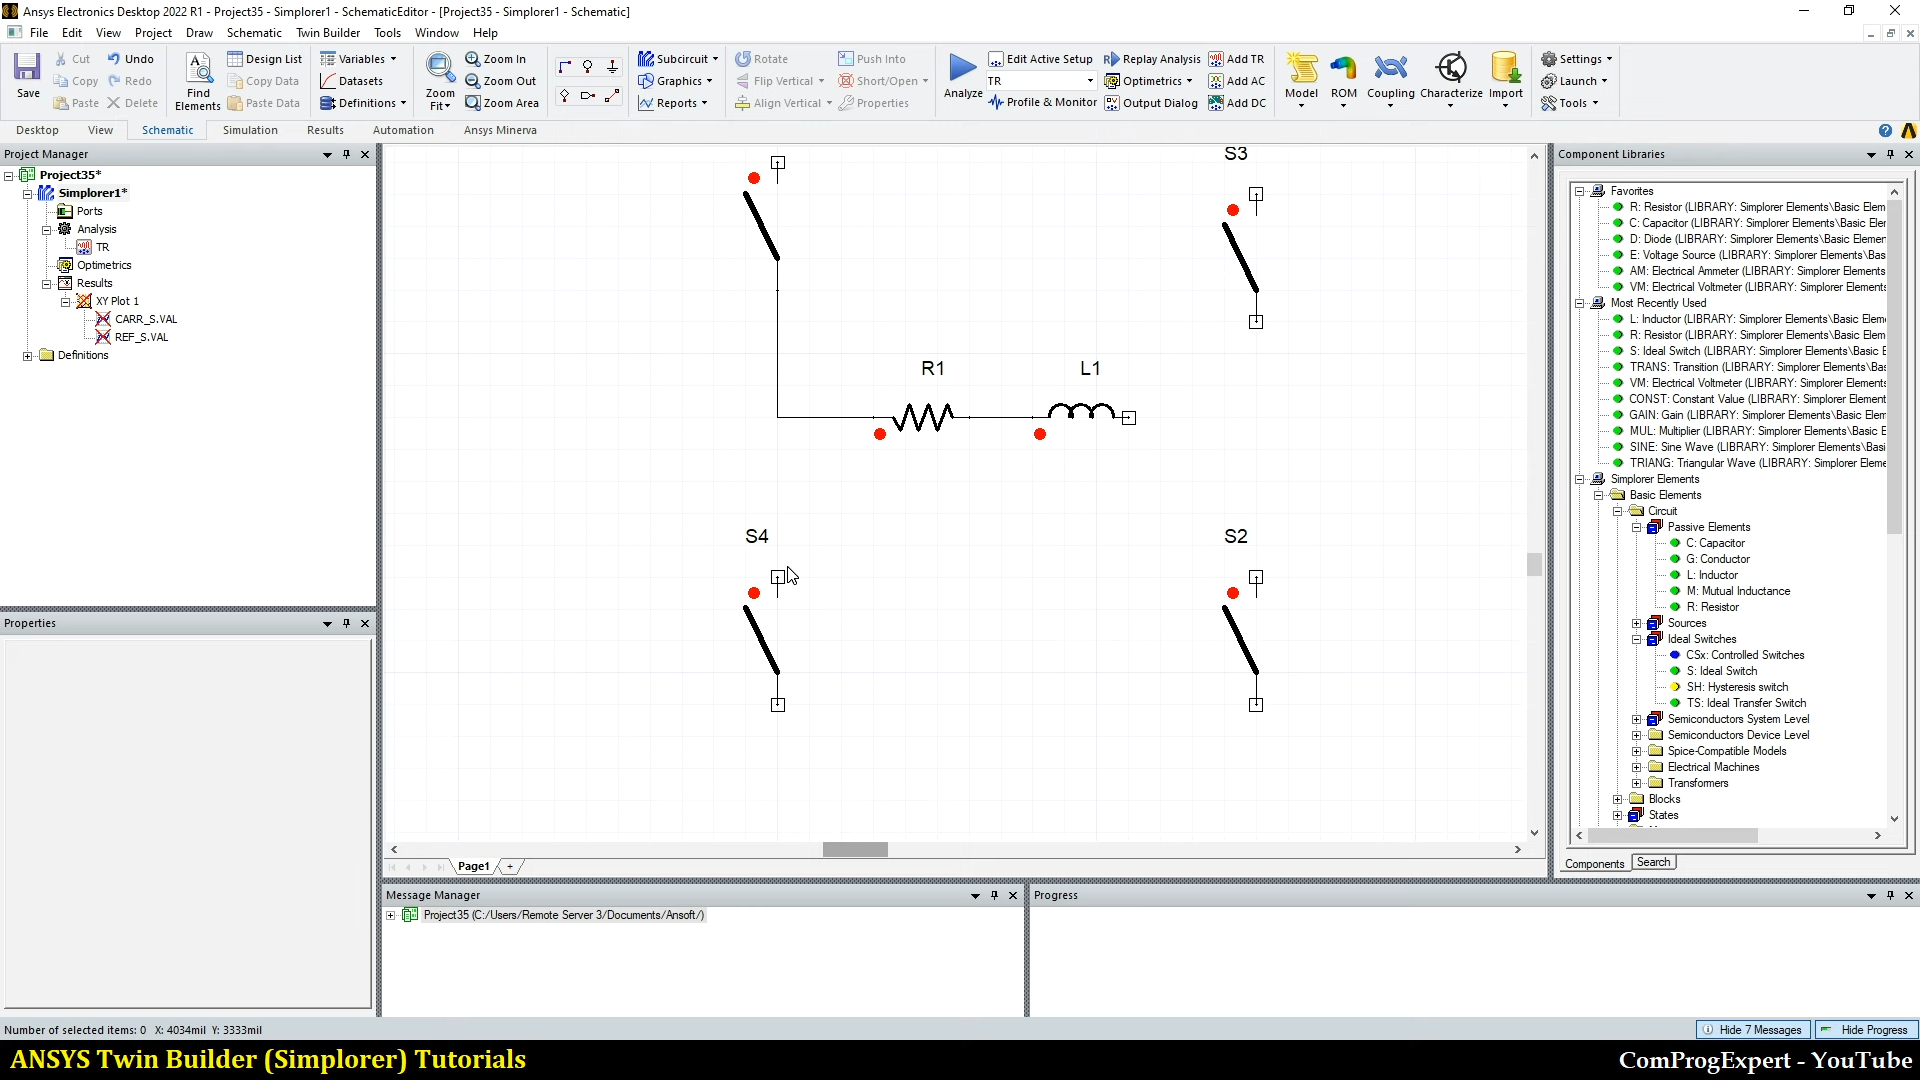 Ansys Electronics Desktop 2022 R1 - Project35 - Simplorer1 - SchematicEditor - [Project35 - Simplorer1 - Schematic]
File Edit View Project Draw Schematic Twin Builder Tools Window Help
Save
Cut
Copy
Paste
Undo
Redo
Delete
Find Elements
Design List
Copy Data
Paste Data
Variables
Datasets
Definitions
Zoom Fit
Zoom In
Zoom Out
Zoom Area
Subcircuit
Graphics
Reports
Rotate
Flip Vertical
Align Vertical
Push Into
Short/Open
Properties
Analyze
Edit Active Setup
TR
Profile & Monitor
Replay Analysis
Optimetrics
Output Dialog
Add TR
Add AC
Add DC
Model
ROM
Coupling
Characterize
Import
Settings
Launch
Tools
Desktop View Schematic Simulation Results Automation Ansys Minerva
Project Manager
Project35*
Simplorer1*
Ports
Analysis
TR
Optimetrics
Results
XY Plot 1
CARR_S.VAL
REF_S.VAL
Definitions
Properties
S3
R1
L1
S4
S2
Page1
+
Component Libraries
Favorites
R: Resistor (LIBRARY: Simplorer Elements\Basic Elem
C: Capacitor (LIBRARY: Simplorer Elements\Basic Eler
D: Diode (LIBRARY: Simplorer Elements\Basic Elemer
E: Voltage Source (LIBRARY: Simplorer Elements\Bas
AM: Electrical Ammeter (LIBRARY: Simplorer Elements
VM: Electrical Voltmeter (LIBRARY: Simplorer Elements
Most Recently Used
L: Inductor (LIBRARY: Simplorer Elements\Basic Eleme
R: Resistor (LIBRARY: Simplorer Elements\Basic Elem
S: Ideal Switch (LIBRARY: Simplorer Elements\Basic E
TRANS: Transition (LIBRARY: Simplorer Elements\Bas
VM: Electrical Voltmeter (LIBRARY: Simplorer Elements
CONST: Constant Value (LIBRARY: Simplorer Elements
GAIN: Gain (LIBRARY: Simplorer Elements\Basic Elem
MUL: Multiplier (LIBRARY: Simplorer Elements\Basic E
SINE: Sine Wave (LIBRARY: Simplorer Elements\Basi
TRIANG: Triangular Wave (LIBRARY: Simplorer Eleme
Simplorer Elements
Basic Elements
Circuit
Passive Elements
C: Capacitor
G: Conductor
L: Inductor
M: Mutual Inductance
R: Resistor
Sources
Ideal Switches
CSx: Controlled Switches
S: Ideal Switch
SH: Hysteresis switch
TS: Ideal Transfer Switch
Semiconductors System Level
Semiconductors Device Level
Spice-Compatible Models
Electrical Machines
Transformers
Blocks
States
Components Search
Message Manager
Project35 (C:/Users/Remote Server 3/Documents/Ansoft/)
Progress
Number of selected items: 0 X: 4034mil Y: 3333mil
Hide 7 Messages
Hide Progress
ANSYS Twin Builder (Simplorer) Tutorials
ComProgExpert - YouTube